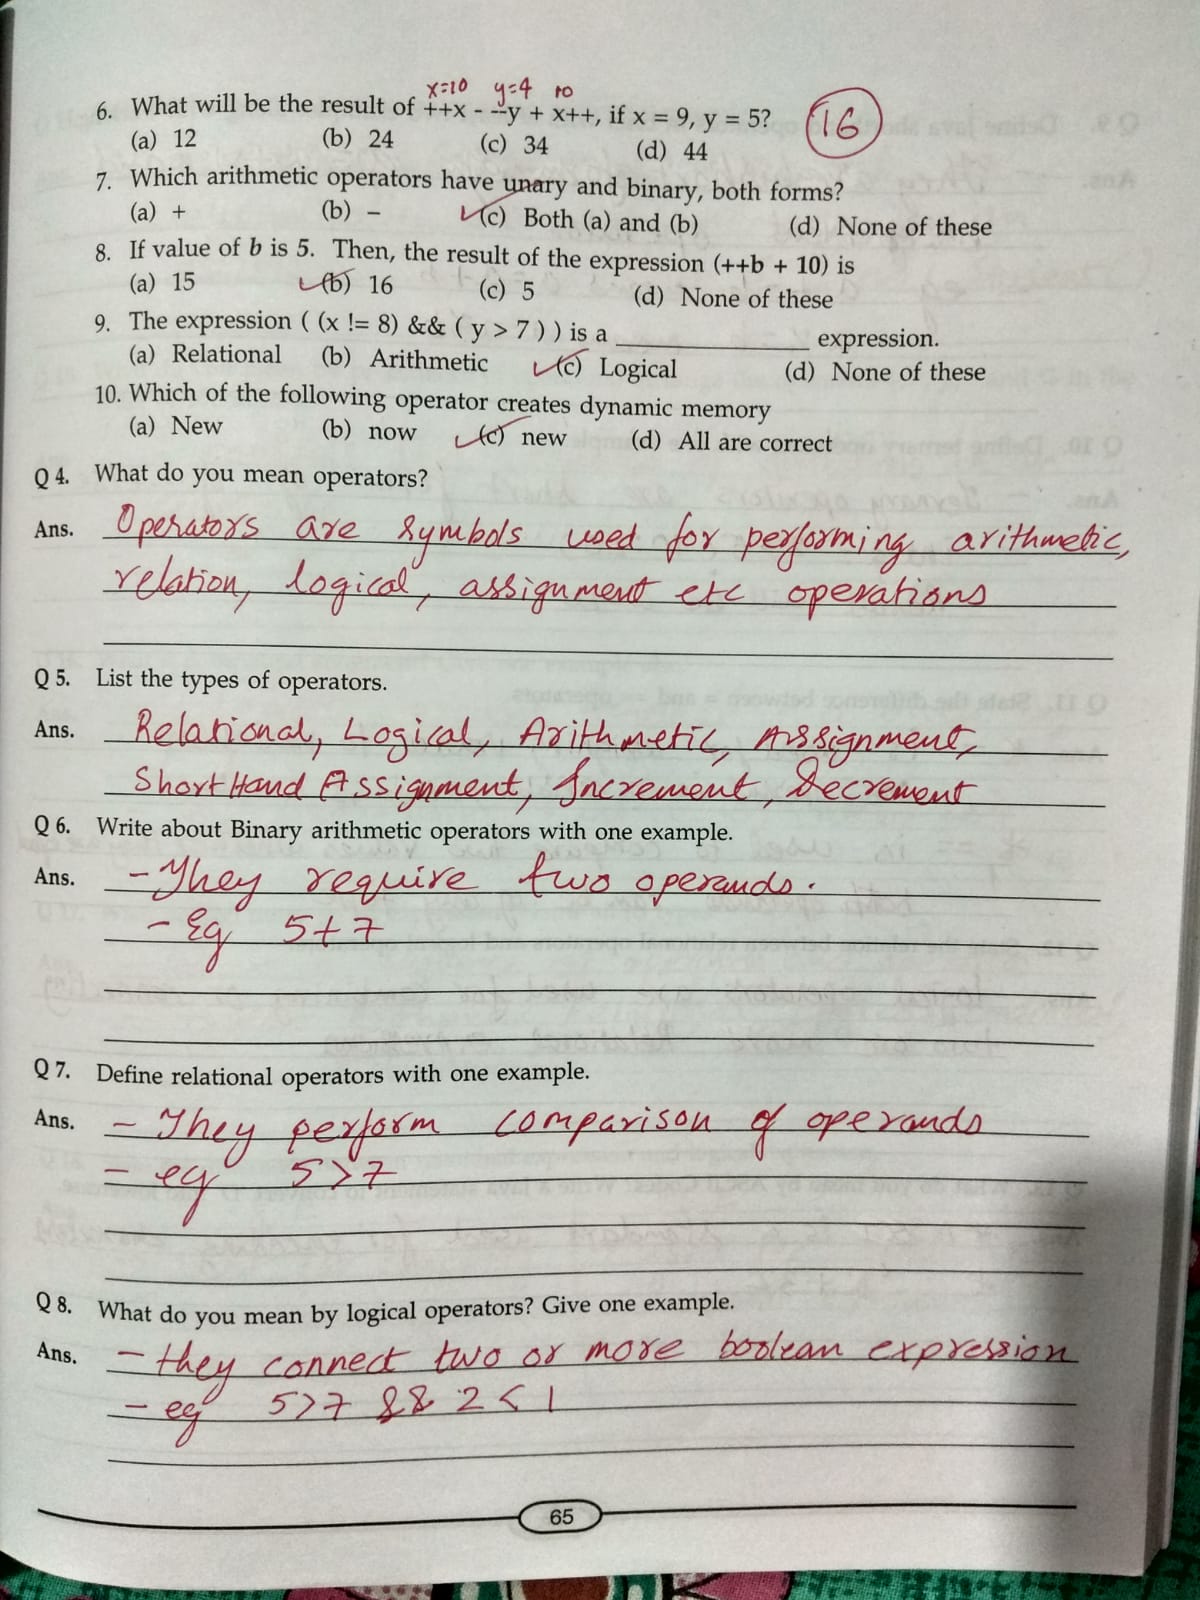 x=10 y=4 10
6. What will be the result of ++x - --y + x++, if x = 9, y = 5? 16
(a) 12 (b) 24 (c) 34 (d) 44
7. Which arithmetic operators have unary and binary, both forms?
(a) + (b) – (c) Both (a) and (b) (d) None of these
8. If value of b is 5. Then, the result of the expression (++b + 10) is
(a) 15 (b) 16 (c) 5 (d) None of these
9. The expression ( (x != 8) && ( y > 7 ) ) is a __________ expression.
(a) Relational (b) Arithmetic (c) Logical (d) None of these
10. Which of the following operator creates dynamic memory
(a) New (b) now (c) new (d) All are correct
Q 4. What do you mean operators?
Ans. Operators are symbols used for performing arithmetic,
relation, logical, assignment etc operations
Q 5. List the types of operators.
Ans. Relational, Logical, Arithmetic, Assignment,
Short Hand Assignment, Increment, Decrement
Q 6. Write about Binary arithmetic operators with one example.
Ans. - They require two operands.
- Eg 5+7
Q 7. Define relational operators with one example.
Ans. - They perform comparison of operands
- eg 5>7
Q 8. What do you mean by logical operators? Give one example.
Ans. - they connect two or more boolean expression
- eg 5>7 && 2<1
65